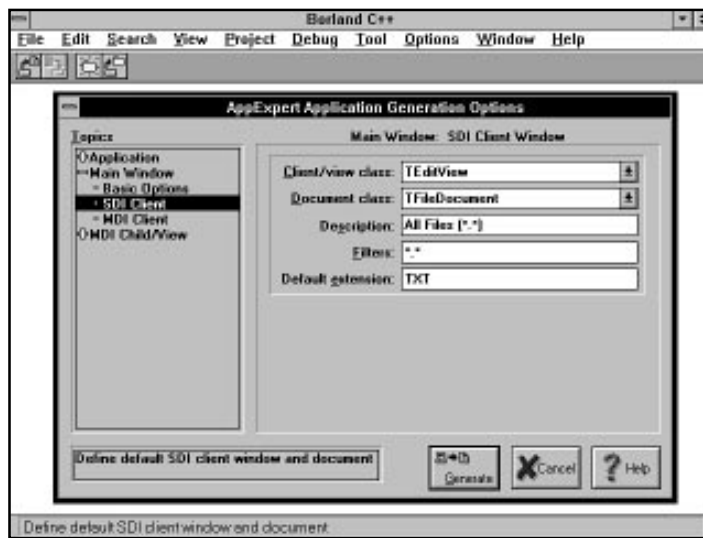 Borland C++
File Edit Search View Project Debug Tool Options Window Help
AppExpert Application Generation Options
Topics
Application
Main Window
Basic Options
SDI Client
MDI Client
MDI Child/View
Main Window: SDI Client Window
Client/view class: TEditView
Document class: TFileDocument
Description: All Files (*.*)
Filters: *.*
Default extension: TXT
Define default SDI client window and document
Generate
Cancel
? Help
Define default SDI client window and document